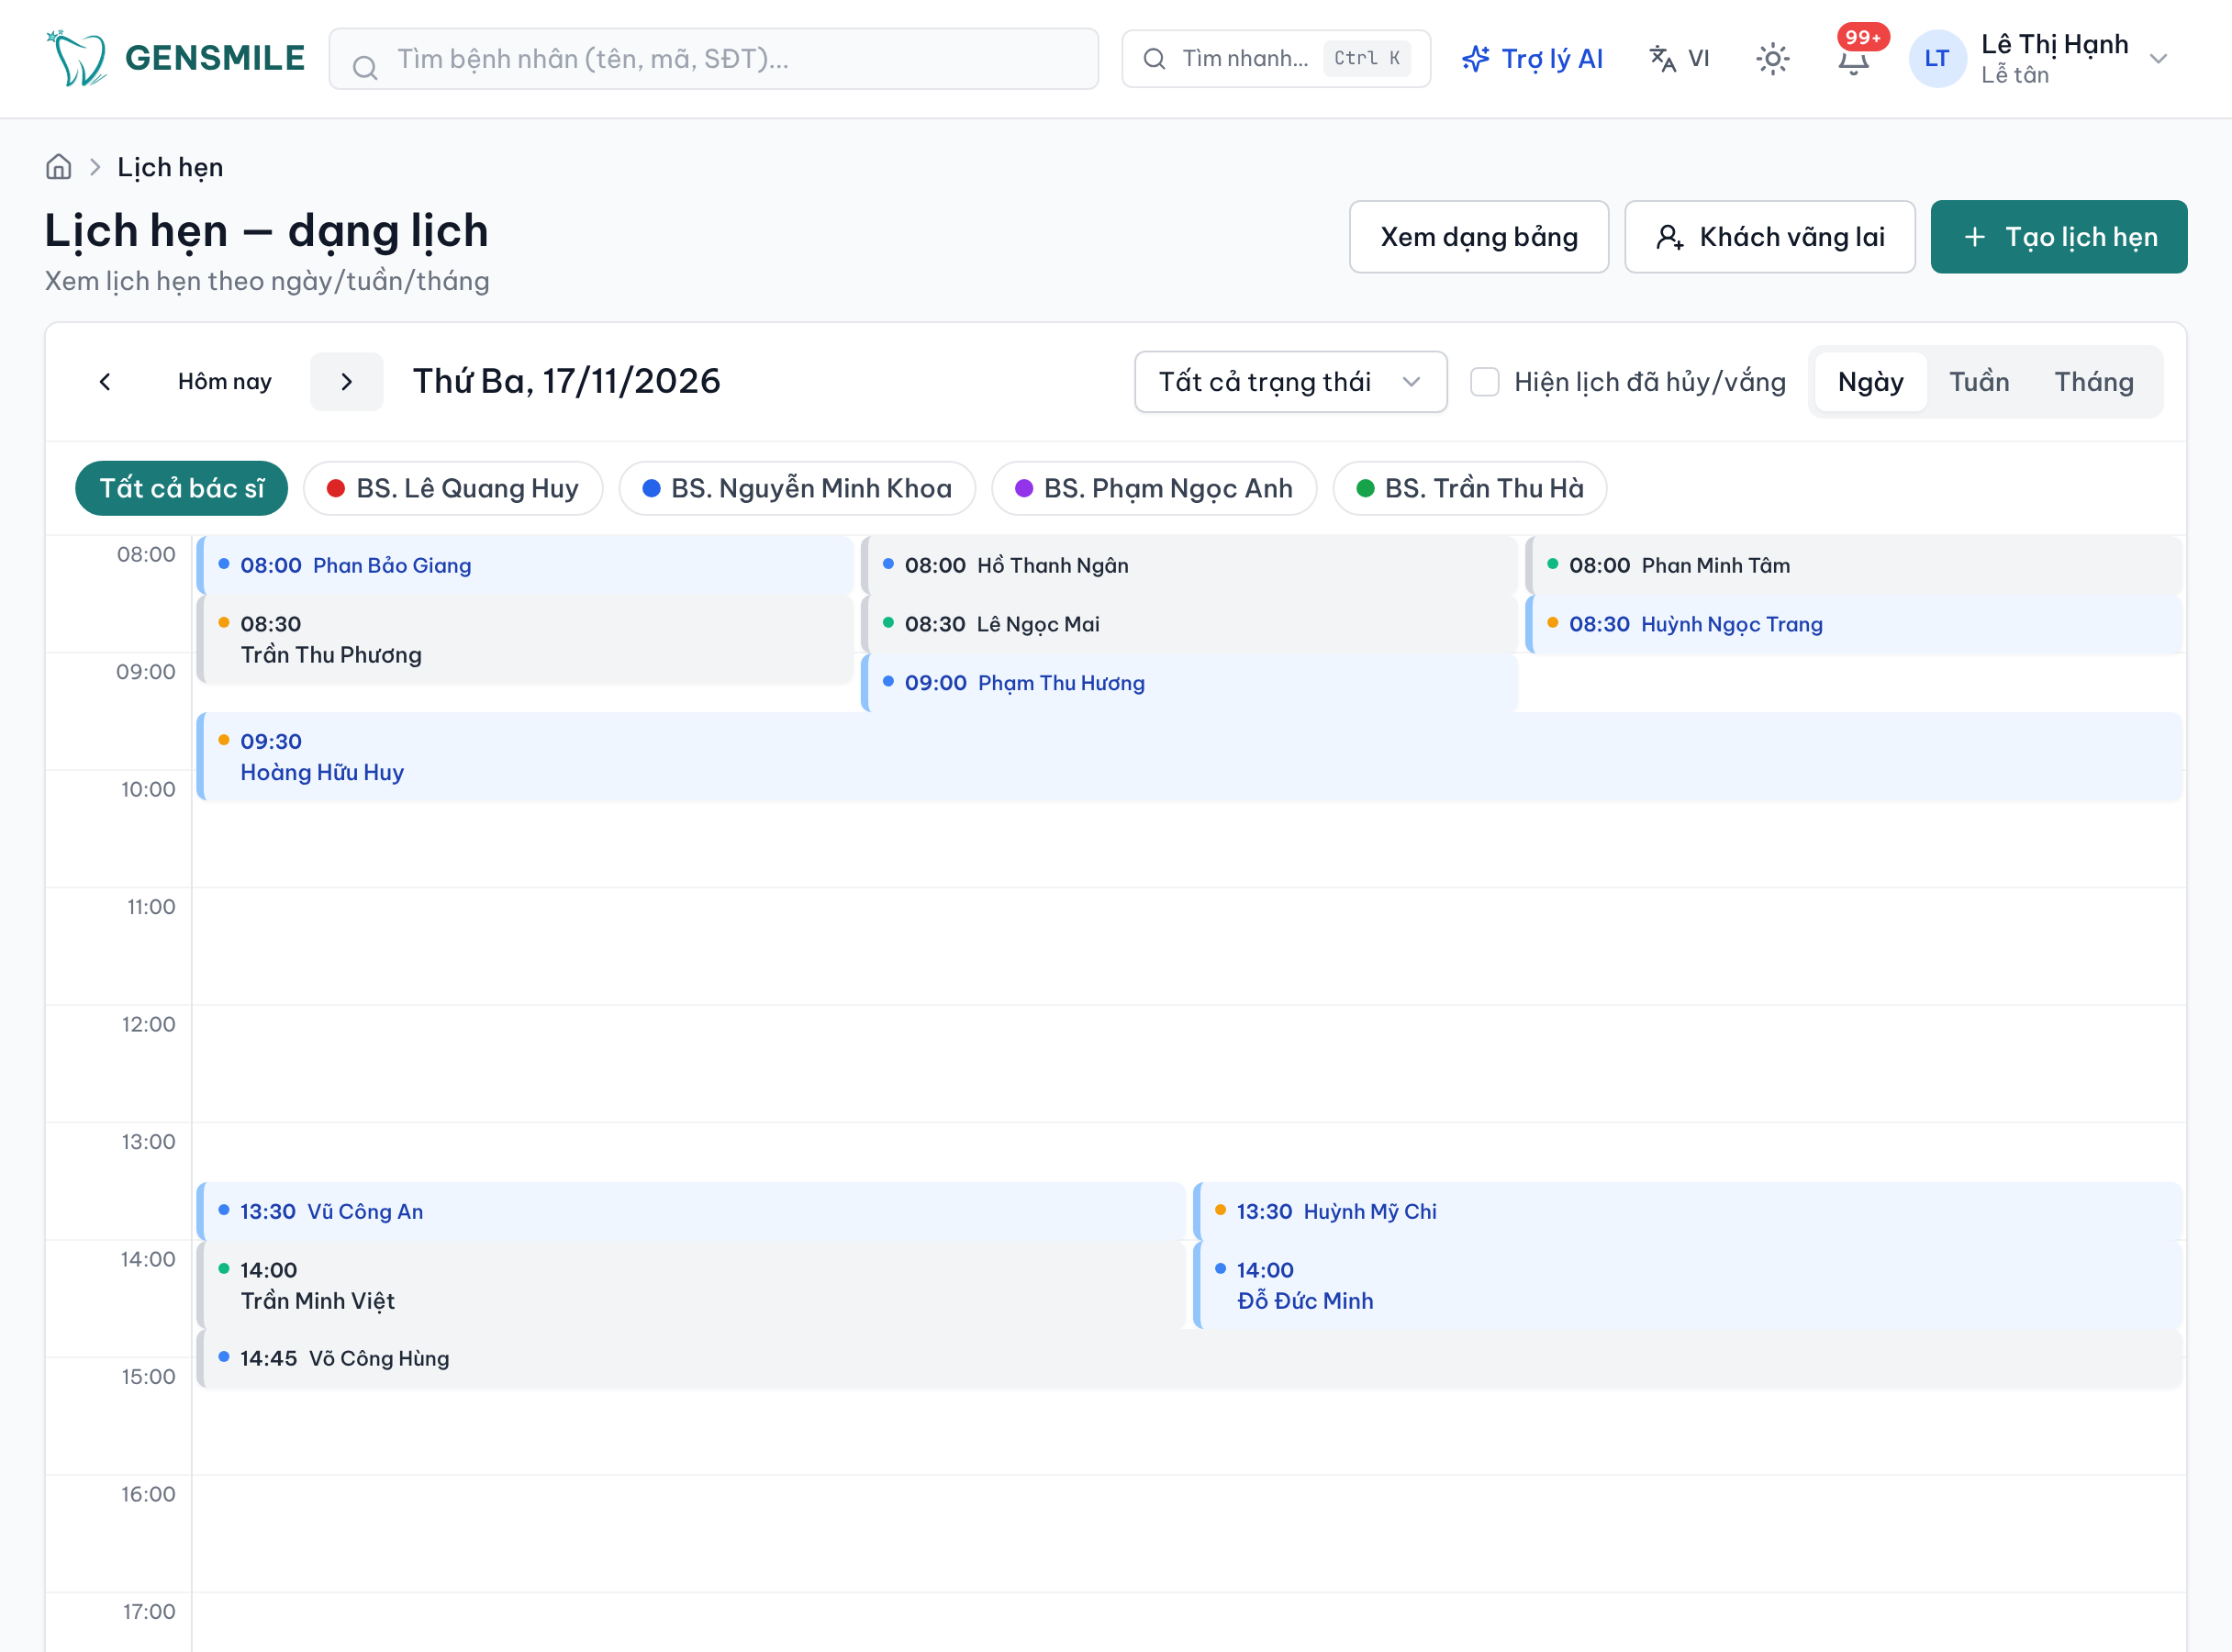 GENSMILE
Tìm bệnh nhân (tên, mã, SĐT)...
Tìm nhanh... Ctrl K
Trợ lý AI
VI
99+
LT
Lê Thị Hạnh
Lễ tân
Lịch hẹn
Lịch hẹn — dạng lịch
Xem lịch hẹn theo ngày/tuần/tháng
Xem dạng bảng
Khách vãng lai
+ Tạo lịch hẹn
Hôm nay
Thứ Ba, 17/11/2026
Tất cả trạng thái
Hiện lịch đã hủy/vắng
Ngày Tuần Tháng
Tất cả bác sĩ
BS. Lê Quang Huy
BS. Nguyễn Minh Khoa
BS. Phạm Ngọc Anh
BS. Trần Thu Hà
08:00
08:00 Phan Bảo Giang
08:00 Hồ Thanh Ngân
08:00 Phan Minh Tâm
08:30
Trần Thu Phương
08:30 Lê Ngọc Mai
08:30 Huỳnh Ngọc Trang
09:00
09:00 Phạm Thu Hương
09:30
Hoàng Hữu Huy
10:00
11:00
12:00
13:00
13:30 Vũ Công An
13:30 Huỳnh Mỹ Chi
14:00
14:00
Trần Minh Việt
14:00
Đỗ Đức Minh
14:45 Võ Công Hùng
15:00
16:00
17:00